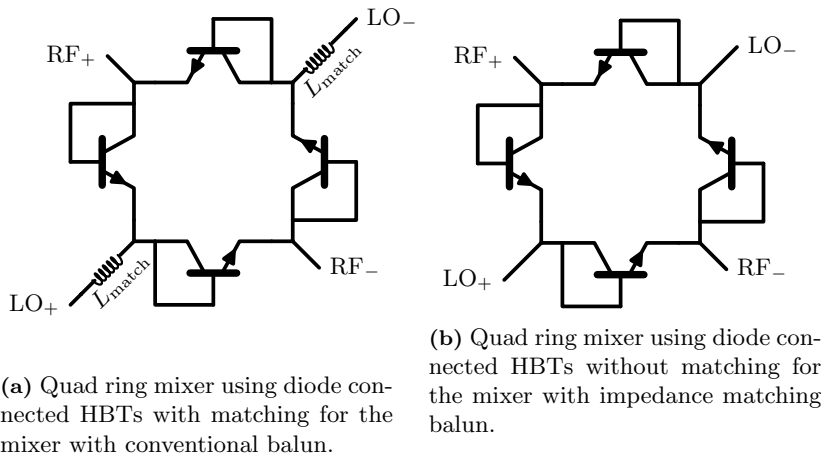 LO−
RF+
Lmatch
Lmatch
LO+
RF−
(a) Quad ring mixer using diode con-
nected HBTs with matching for the
mixer with conventional balun.
RF+
LO−
LO+
RF−
(b) Quad ring mixer using diode con-
nected HBTs without matching for
the mixer with impedance matching
balun.